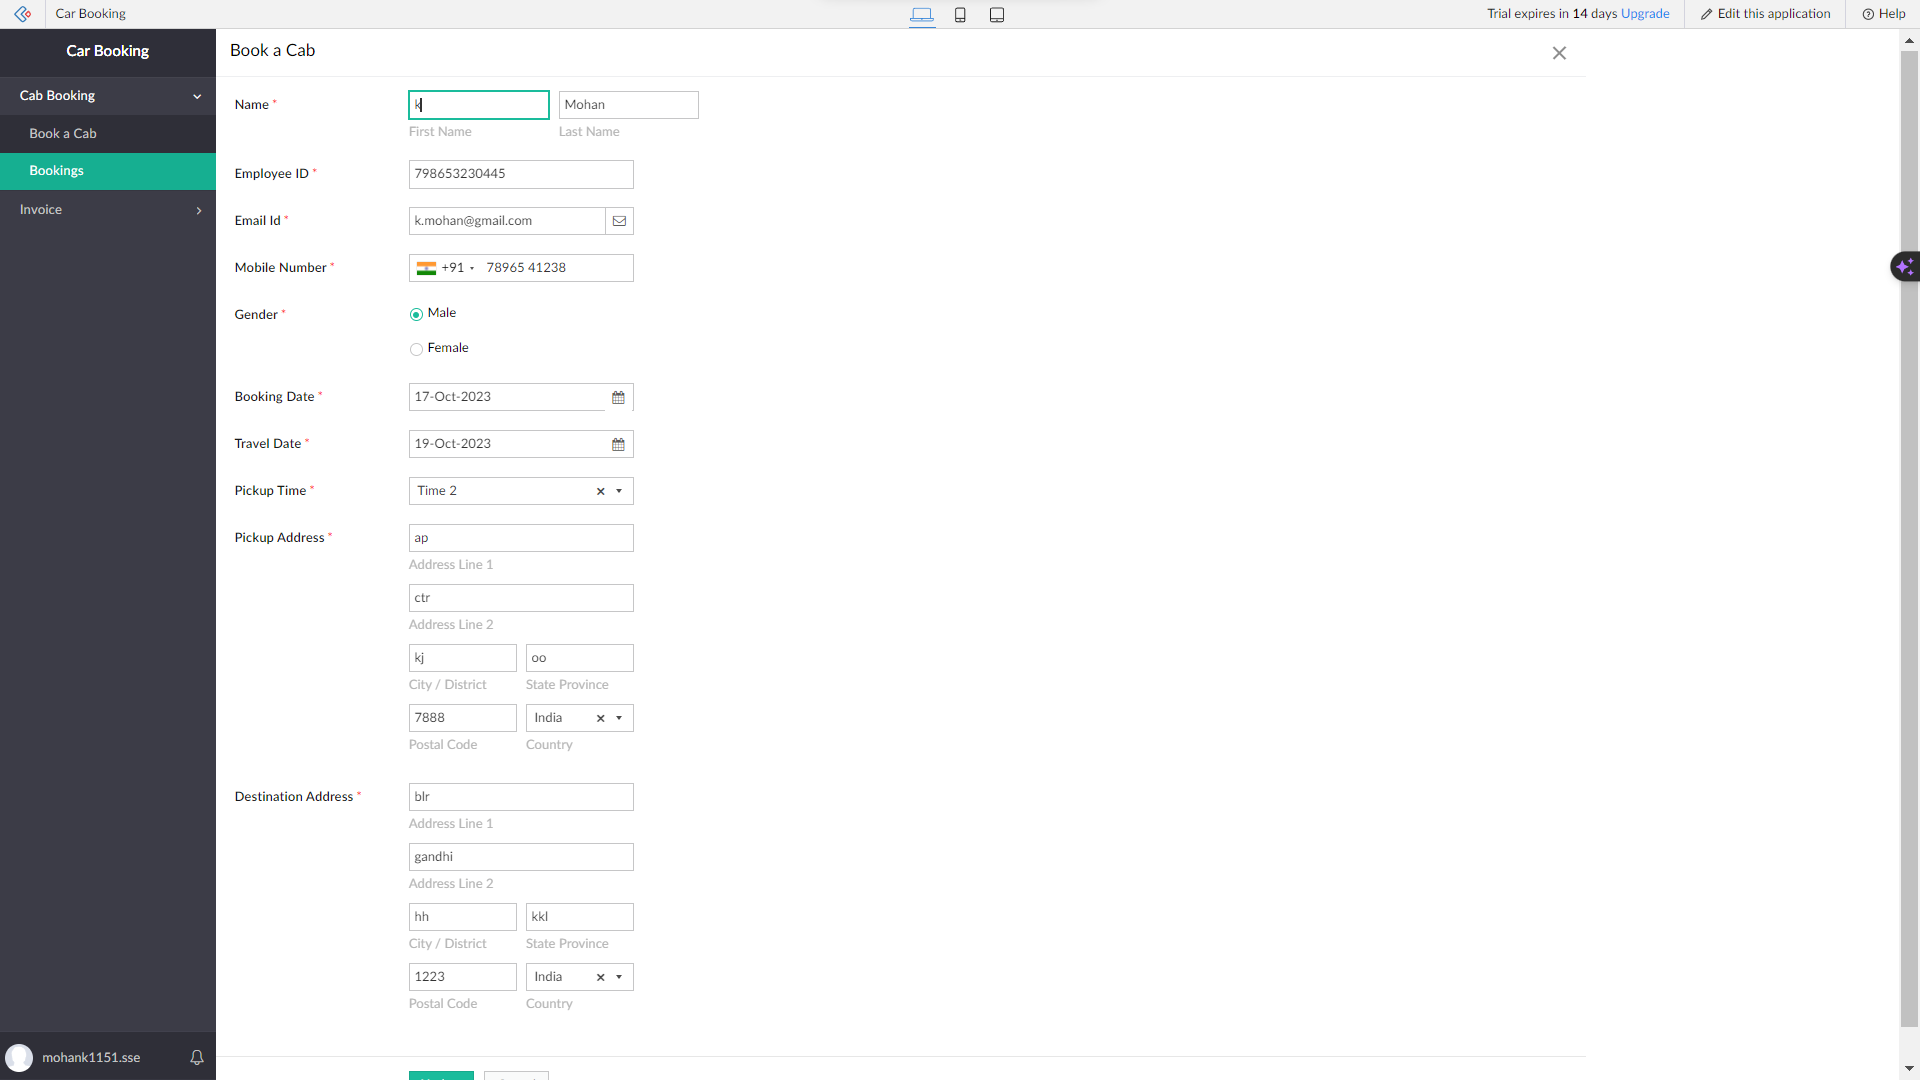 Car Booking
Trial expires in 14 days Upgrade
Edit this application
Help
Car Booking
Cab Booking
Book a Cab
Bookings
Invoice
mohank1151.sse
Book a Cab
Name *
k
Mohan
First Name
Last Name
Employee ID *
798653230445
Email Id *
k.mohan@gmail.com
Mobile Number *
+91 78965 41238
Gender *
Male
Female
Booking Date *
17-Oct-2023
Travel Date *
19-Oct-2023
Pickup Time *
Time 2
Pickup Address *
ap
Address Line 1
ctr
Address Line 2
kj
oo
City / District
State Province
7888
India
Postal Code
Country
Destination Address *
blr
Address Line 1
gandhi
Address Line 2
hh
kkl
City / District
State Province
1223
India
Postal Code
Country